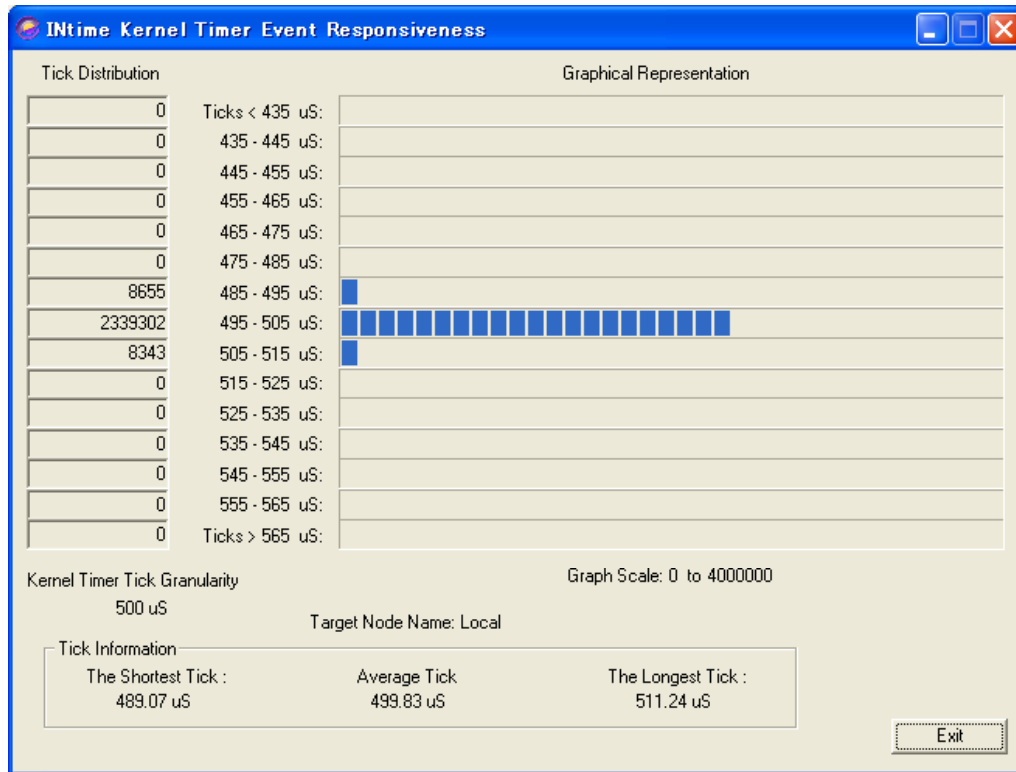 INtime Kernel Timer Event Responsiveness
Tick Distribution Graphical Representation
0 Ticks < 435 uS:
0 435 - 445 uS:
0 445 - 455 uS:
0 455 - 465 uS:
0 465 - 475 uS:
0 475 - 485 uS:
8655 485 - 495 uS:
2339302 495 - 505 uS:
8343 505 - 515 uS:
0 515 - 525 uS:
0 525 - 535 uS:
0 535 - 545 uS:
0 545 - 555 uS:
0 555 - 565 uS:
0 Ticks > 565 uS:
Kernel Timer Tick Granularity Graph Scale: 0 to 4000000
500 uS
Target Node Name: Local
Tick Information
The Shortest Tick : Average Tick The Longest Tick :
489.07 uS 499.83 uS 511.24 uS
Exit